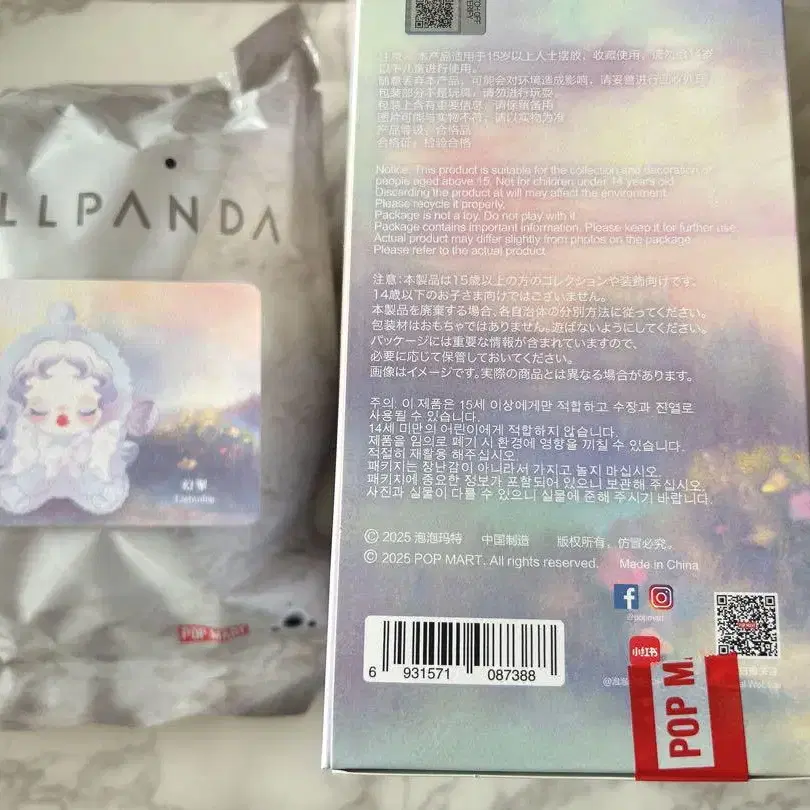 LLPANDA
幻擎
Lightning
POP MART
注意：本产品适用于15岁以上人士摆放、收藏使用，请勿给14岁
以下儿童进行使用。
随意丢弃本产品，可能会对环境造成影响，请妥善进行回收处理
包装部分不是玩具，请勿进行玩耍。
包装上含有重要信息，请保留备用
图片可能与实物不符，请以实物为准
产品等级：合格品
合格证：检验合格
Notice: This product is suitable for the collection and decoration of
people aged above 15. Not for children under 14 years old
Discarding the product at will may affect the environment.
Please recycle it properly.
Package is not a toy. Do not play with it
Package contains important information. Please keep it for further use.
Actual product may differ slightly from photos on the package.
Please refer to the actual product
注意：本製品は15歳以上の方のコレクションや装飾向けです。
14歳以下のお子さま向けではございません。
本製品を廃棄する場合、各自治体の分別方法に従ってください。
包装材はおもちゃではありません。遊ばないようにしてください。
パッケージには重要な情報が含まれていますので、
必要に応じて保管しておいてください。
画像はイメージです。実際の商品とは異なる場合があります。
주의: 이 제품은 15세 이상에게만 적합하고 수장과 진열로
사용될 수 있습니다.
14세 미만의 어린이에게 적합하지 않습니다.
제품을 임의로 폐기 시 환경에 영향을 끼칠 수 있습니다.
적절히 재활용 해주십시오.
패키지는 장난감이 아니라서 가지고 놀지 마십시오.
패키지에 중요한 정보가 포함되어 있으니 보관해 주십시오.
사진과 실물이 다를 수 있으니 실물에 준해 주시기 바랍니다.
© 2025 泡泡玛特 中国制造 版权所有，仿冒必究。
© 2025 POP MART. All rights reserved. Made in China
@popmart
小红书
6 931571 087388
POP M